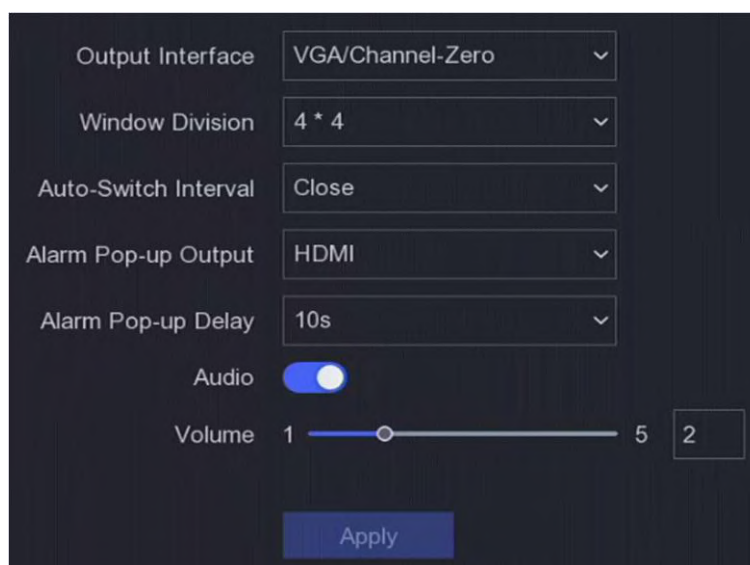 Output Interface VGA/Channel-Zero
Window Division 4 * 4
Auto-Switch Interval Close
Alarm Pop-up Output HDMI
Alarm Pop-up Delay 10s
Audio
Volume 1 5 2
Apply